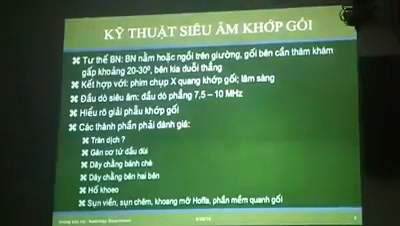 KỸ THUẬT SIÊU ÂM KHỚP GỐI
Tư thế BN: BN nằm hoặc ngồi trên giường, gối bên cần thăm khám
gấp khoảng 20-30⁰, bên kia duỗi thẳng
Kết hợp với: phim chụp X quang khớp gối; lâm sàng
Đầu dò siêu âm: đầu dò phẳng 7,5 – 10 MHz
Hiểu rõ giải phẫu khớp gối
Các thành phần phải đánh giá:
Tràn dịch ?
Gân cơ tứ đầu đùi
Dây chằng bánh chè
Dây chằng bên hai bên
Hố khoeo
Sụn viền, sụn chêm, khoang mỡ Hoffa, phần mềm quanh gối